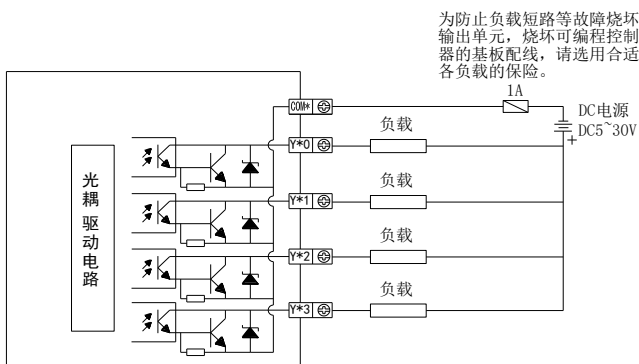 为防止负载短路等故障烧坏
输出单元，烧坏可编程控制
器的基板配线，请选用合适
各负载的保险。
1A
COM*
DC电源
DC5~30V
+
负载
Y*0
光耦驱动电路
负载
Y*1
负载
Y*2
负载
Y*3